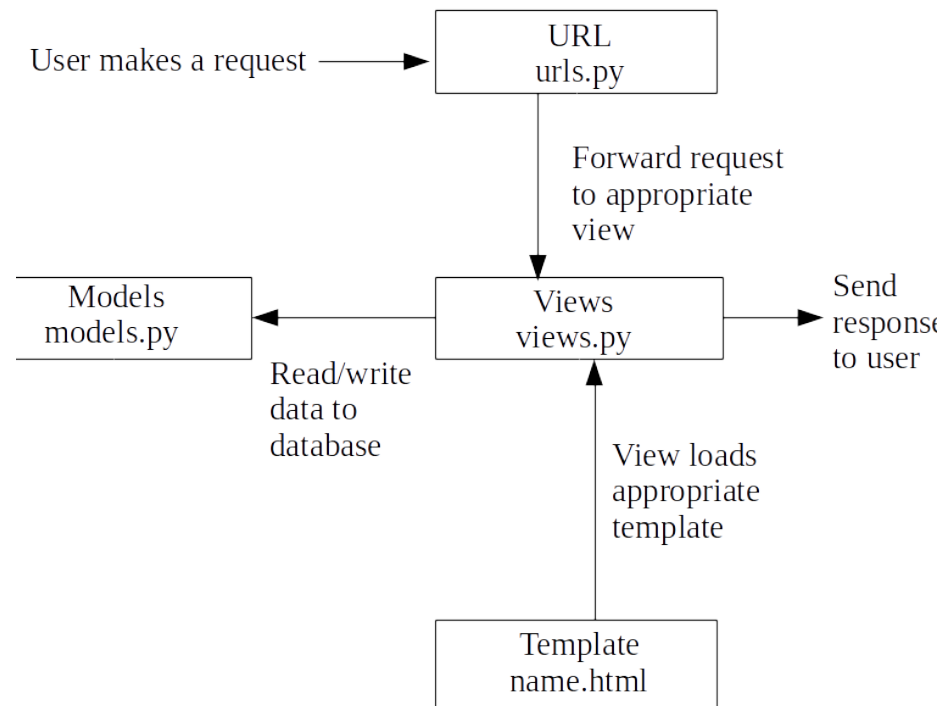 User makes a request
URL
urls.py
Forward request
to appropriate
view
Models
models.py
Views
views.py
Send
response
to user
Read/write
data to
database
View loads
appropriate
template
Template
name.html